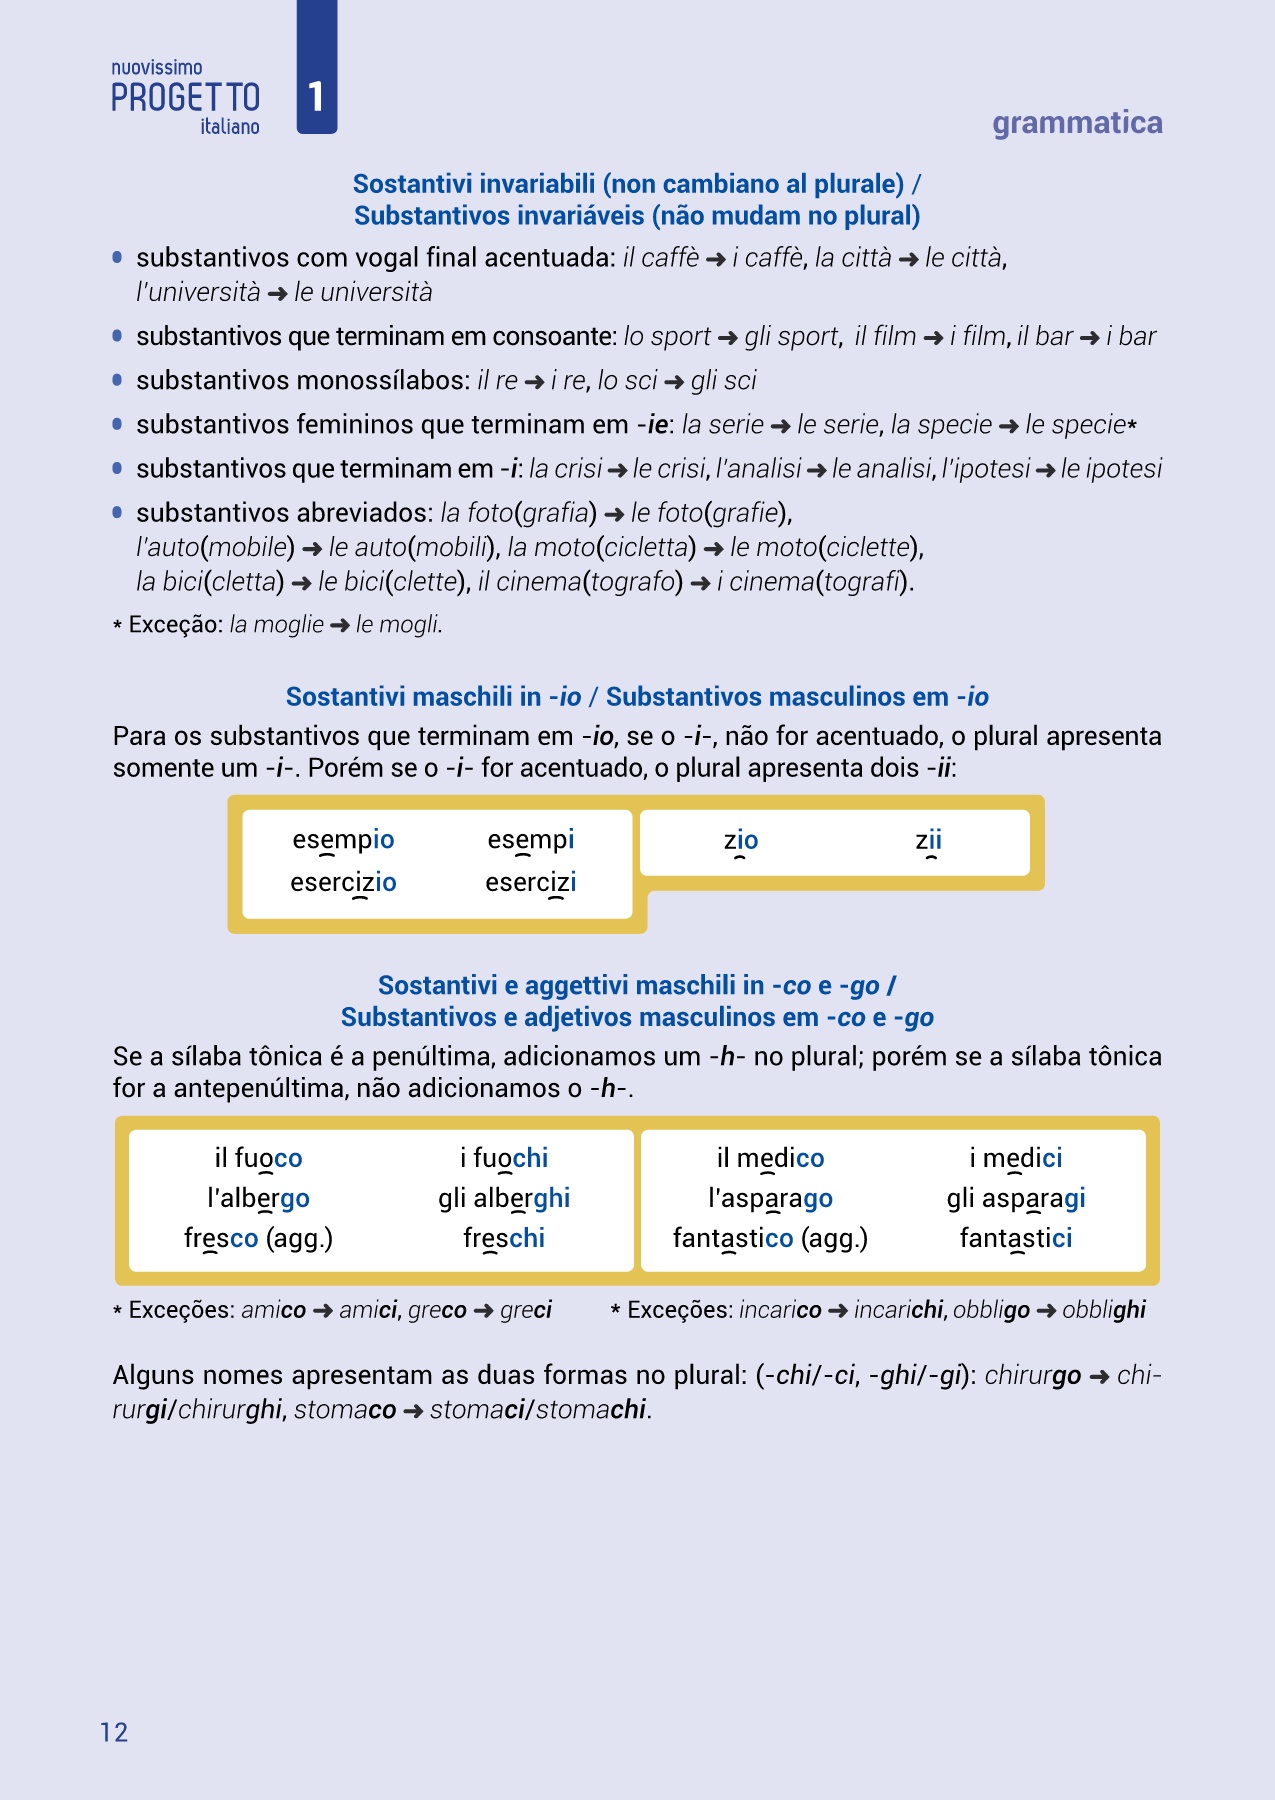 nuovissimo
PROGETTO
italiano
1
grammatica
Sostantivi invariabili (non cambiano al plurale) /
Substantivos invariáveis (não mudam no plural)
• substantivos com vogal final acentuada: il caffè ➜ i caffè, la città ➜ le città,
l'università ➜ le università
• substantivos que terminam em consoante: lo sport ➜ gli sport, il film ➜ i film, il bar ➜ i bar
• substantivos monossílabos: il re ➜ i re, lo sci ➜ gli sci
• substantivos femininos que terminam em -ie: la serie ➜ le serie, la specie ➜ le specie*
• substantivos que terminam em -i: la crisi ➜ le crisi, l'analisi ➜ le analisi, l'ipotesi ➜ le ipotesi
• substantivos abreviados: la foto(grafia) ➜ le foto(grafie),
l'auto(mobile) ➜ le auto(mobili), la moto(cicletta) ➜ le moto(ciclette),
la bici(cletta) ➜ le bici(clette), il cinema(tografo) ➜ i cinema(tografi).
* Exceção: la moglie ➜ le mogli.
Sostantivi maschili in -io / Substantivos masculinos em -io
Para os substantivos que terminam em -io, se o -i-, não for acentuado, o plural apresenta
somente um -i-. Porém se o -i- for acentuado, o plural apresenta dois -ii:
esempio esempi zio zii
esercizio esercizi
Sostantivi e aggettivi maschili in -co e -go /
Substantivos e adjetivos masculinos em -co e -go
Se a sílaba tônica é a penúltima, adicionamos um -h- no plural; porém se a sílaba tônica
for a antepenúltima, não adicionamos o -h-.
il fuoco i fuochi il medico i medici
l'albergo gli alberghi l'asparago gli asparagi
fresco (agg.) freschi fantastico (agg.) fantastici
* Exceções: amico ➜ amici, greco ➜ greci * Exceções: incarico ➜ incarichi, obbligo ➜ obblighi
Alguns nomes apresentam as duas formas no plural: (-chi/-ci, -ghi/-gi): chirurgo ➜ chi-
rurgi/chirurghi, stomaco ➜ stomaci/stomachi.
12